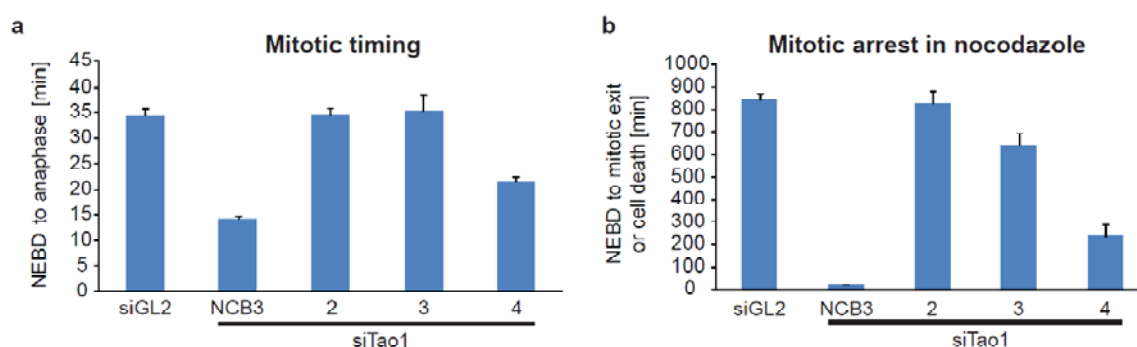 a
Mitotic timing
NEBD to anaphase [min]
45
40
35
30
25
20
15
10
5
0
siGL2 NCB3 2 3 4
siTao1
b
Mitotic arrest in nocodazole
NEBD to mitotic exit
or cell death [min]
1000
900
800
700
600
500
400
300
200
100
0
siGL2 NCB3 2 3 4
siTao1